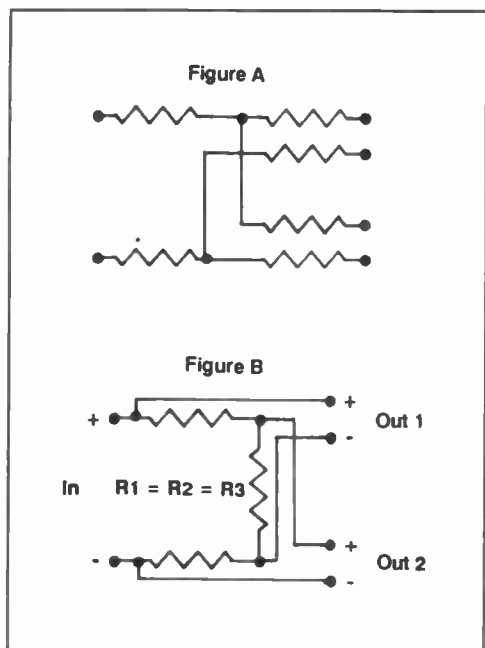 Figure A
Figure B
+
+
Out 1
-
In R1 = R2 = R3
+
-
Out 2
-